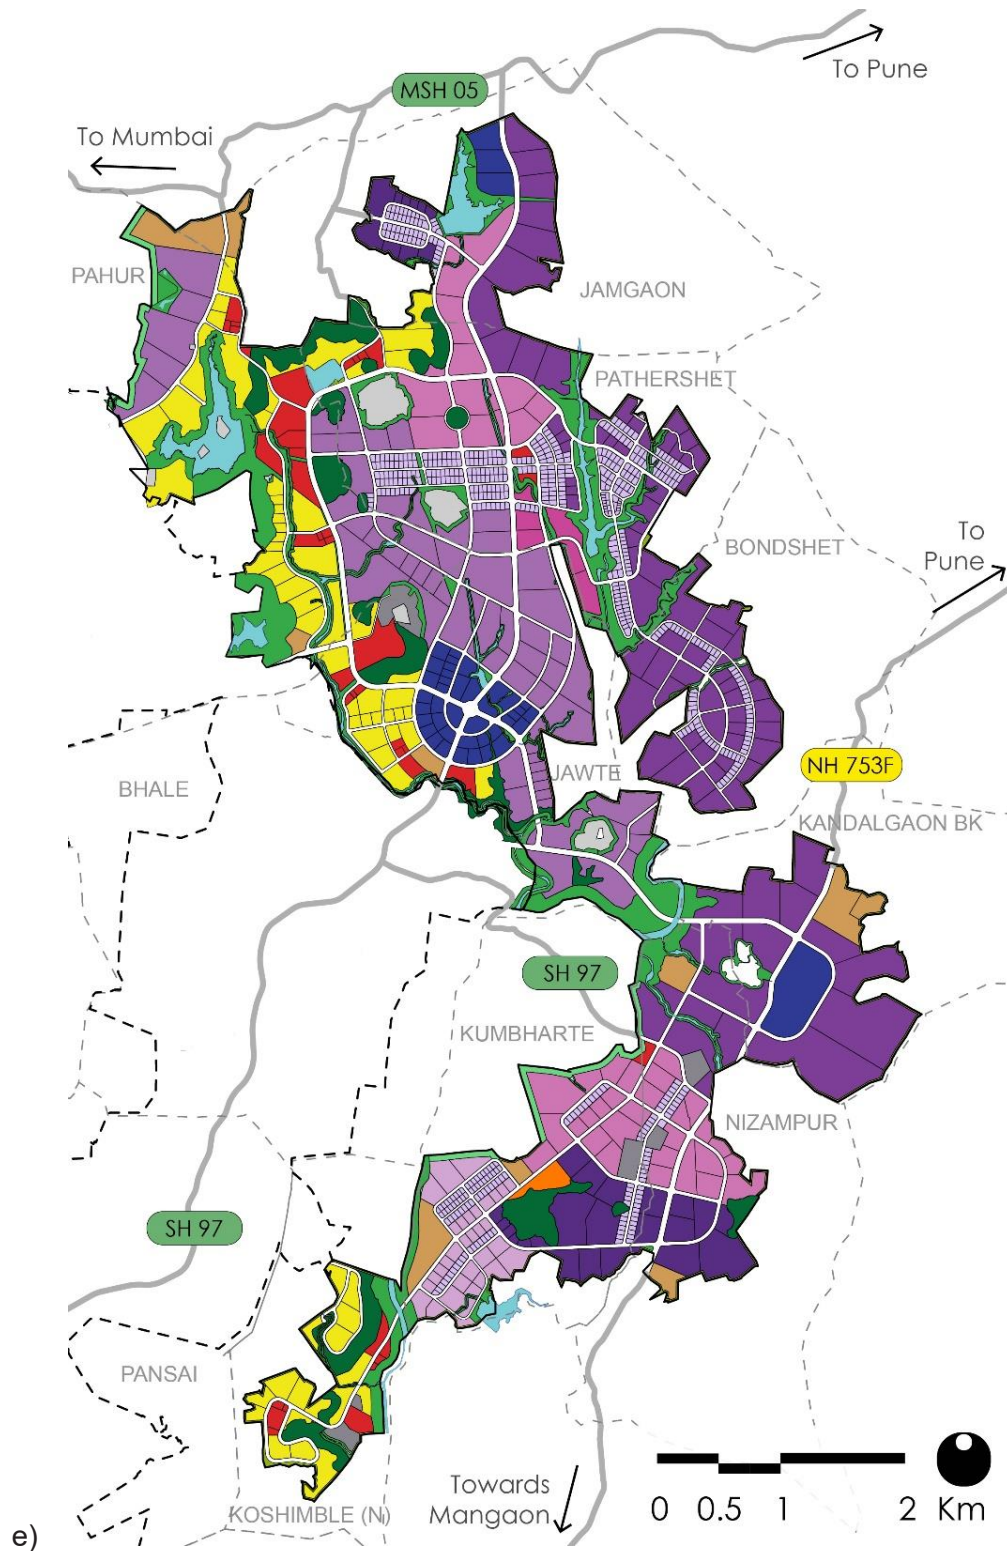 To Pune
MSH 05
To Mumbai
PAHUR
JAMGAON
PATHERSHET
BONDSHET
To
Pune
NH 753F
BHALE
JAWTE
KANDALGAON BK
SH 97
KUMBHARTE
NIZAMPUR
SH 97
PANSAI
KOSHIMBLE (N)
Towards
Mangaon
0 0.5 1 2 Km
e)